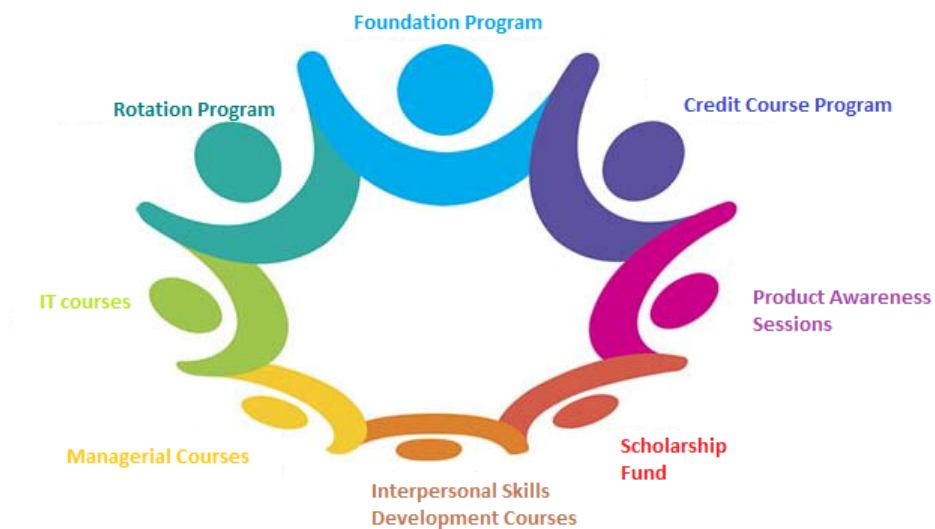 Foundation Program
Rotation Program
Credit Course Program
IT courses
Product Awareness
Sessions
Managerial Courses
Scholarship
Fund
Interpersonal Skills
Development Courses